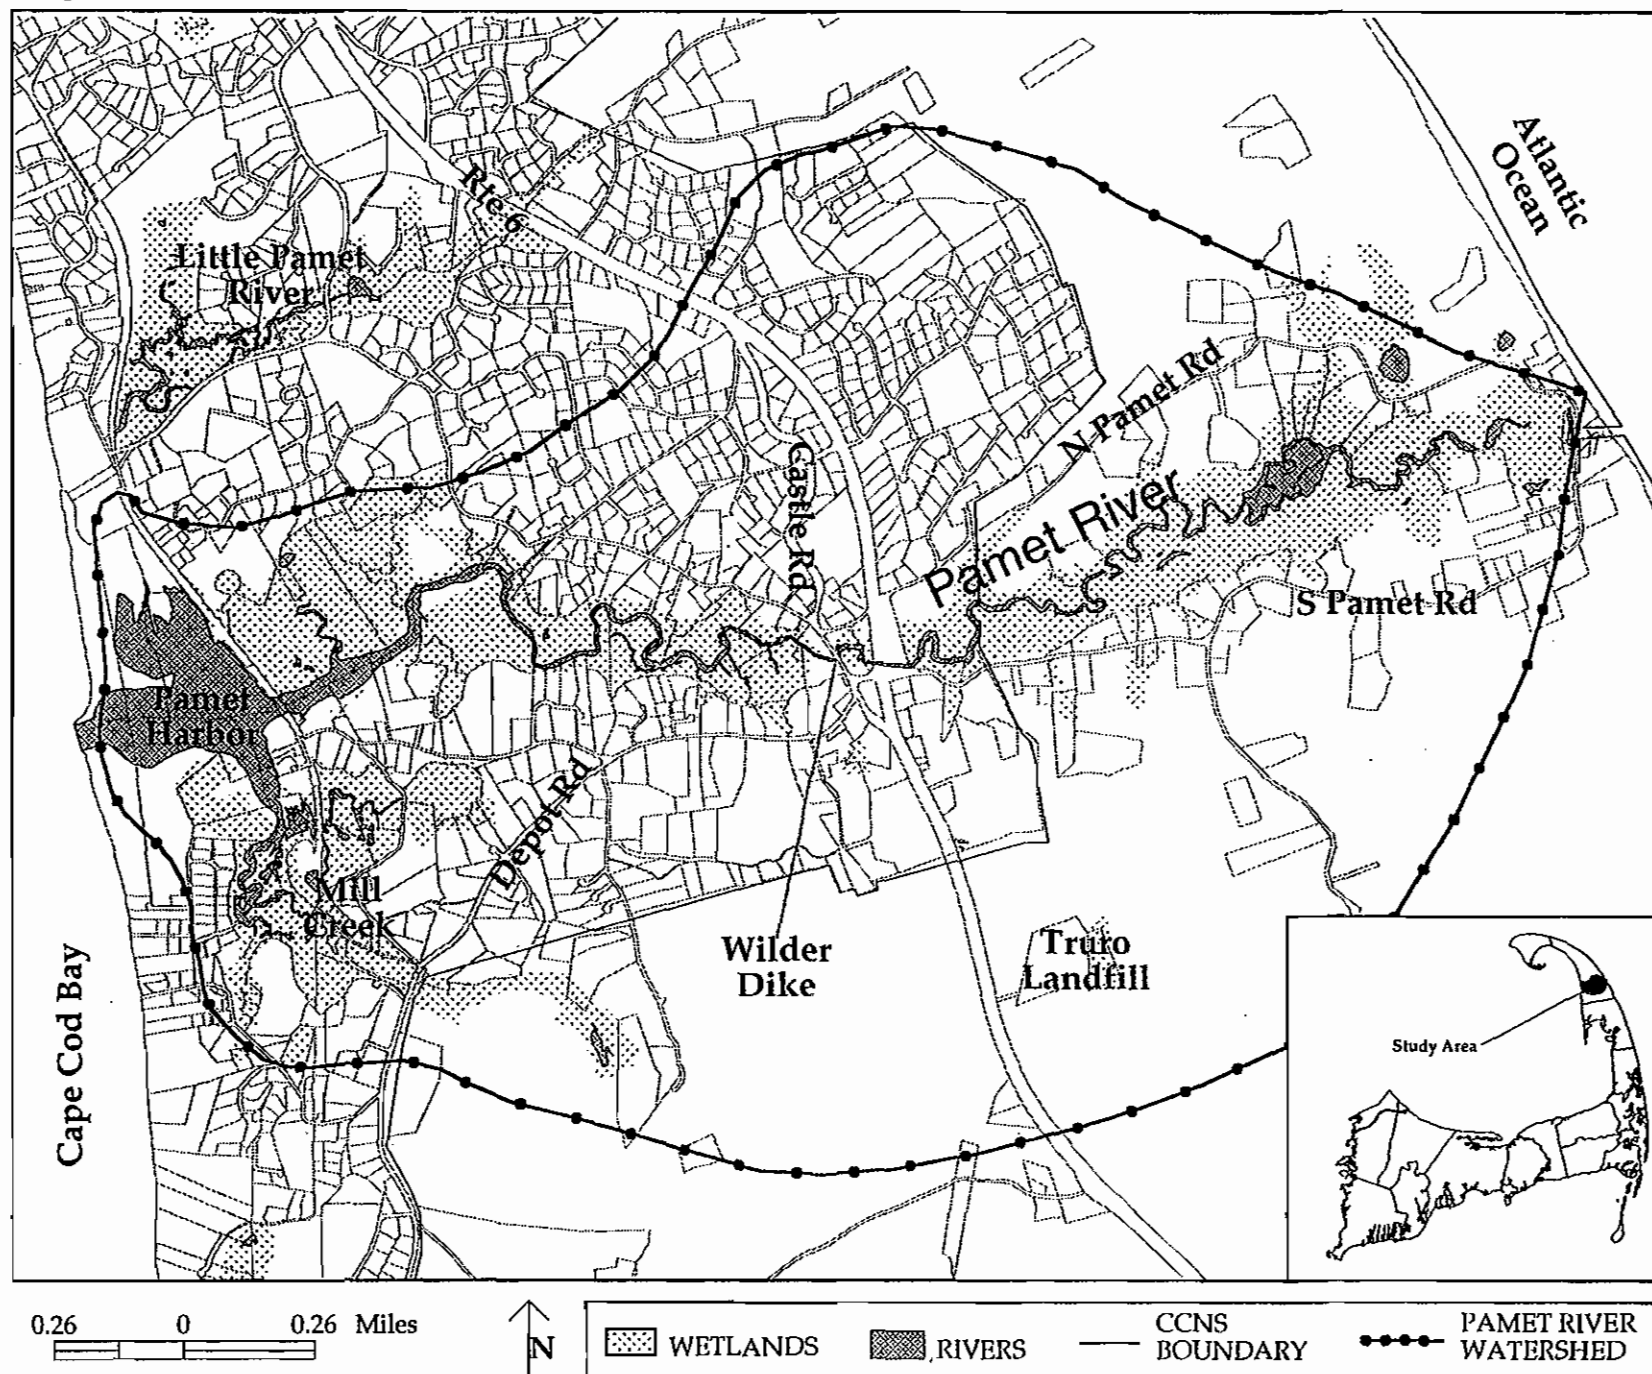 Atlantic
Ocean
Rte 6
Little Pamet
River
N Pamet Rd
Castle Rd
Pamet River
S Pamet Rd
Pamet
Harbor
Depot Rd
Mill
Creek
Wilder
Dike
Truro
Landfill
Cape Cod Bay
Study Area
0.26 0 0.26 Miles
N
WETLANDS
RIVERS
CCNS
BOUNDARY
PAMET RIVER
WATERSHED